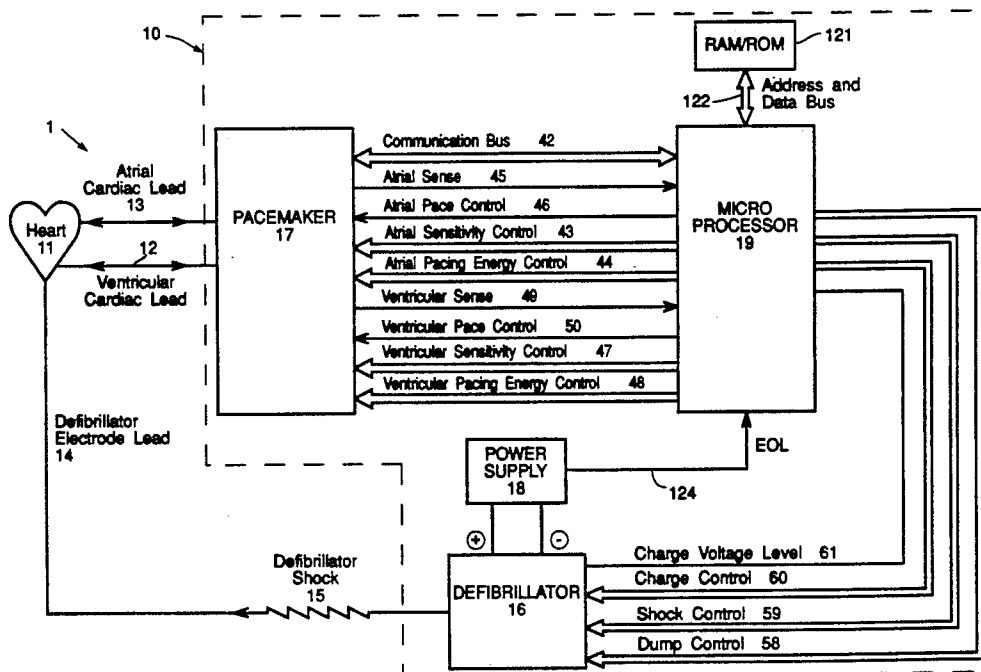 10
RAM/ROM
121
122
Address and
Data Bus
1
Atrial
Cardiac Lead
13
Heart
11
12
Ventricular
Cardiac Lead
PACEMAKER
17
Communication Bus 42
Atrial Sense 45
Atrial Pace Control 46
Atrial Sensitivity Control 43
Atrial Pacing Energy Control 44
Ventricular Sense 49
Ventricular Pace Control 50
Ventricular Sensitivity Control 47
Ventricular Pacing Energy Control 48
MICRO
PROCESSOR
19
Defibrillator
Electrode Lead
14
POWER
SUPPLY
18
EOL
124
+
-
Defibrillator
Shock
15
DEFIBRILLATOR
16
Charge Voltage Level 61
Charge Control 60
Shock Control 59
Dump Control 58